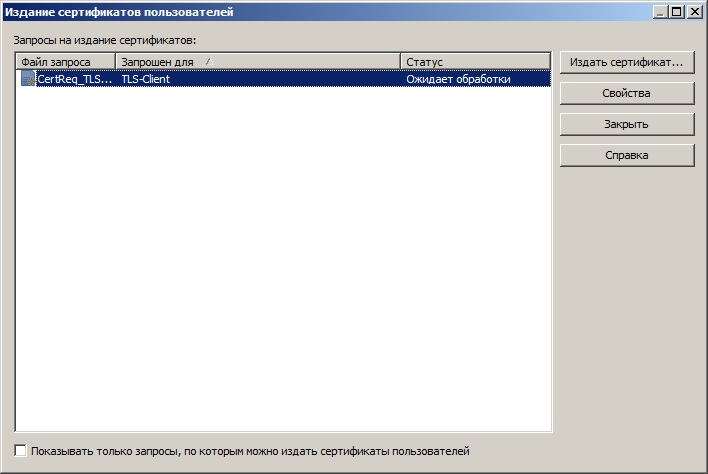 Издание сертификатов пользователей
Запросы на издание сертификатов:
Файл запроса Запрошен для Статус
CertReq_TLS... TLS-Client Ожидает обработки
Издать сертификат...
Свойства
Закрыть
Справка
Показывать только запросы, по которым можно издать сертификаты пользователей